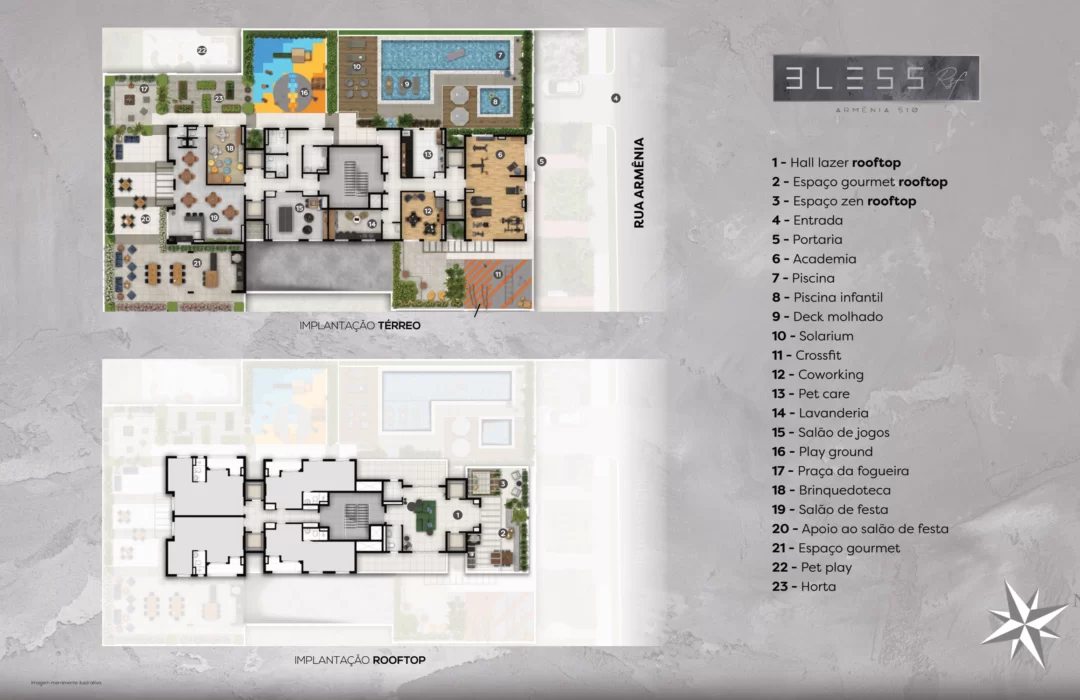 22
17
23
16
10
9
7
8
4
18
13
6
5
15
14
12
19
20
21
11
RUA ARMÊNIA
IMPLANTAÇÃO TÉRREO
3
1
2
IMPLANTAÇÃO ROOFTOP
Imagem meramente ilustrativa.
BLESS Roof
ARMÊNIA 510
1 - Hall lazer rooftop
2 - Espaço gourmet rooftop
3 - Espaço zen rooftop
4 - Entrada
5 - Portaria
6 - Academia
7 - Piscina
8 - Piscina infantil
9 - Deck molhado
10 - Solarium
11 - Crossfit
12 - Coworking
13 - Pet care
14 - Lavanderia
15 - Salão de jogos
16 - Play ground
17 - Praça da fogueira
18 - Brinquedoteca
19 - Salão de festa
20 - Apoio ao salão de festa
21 - Espaço gourmet
22 - Pet play
23 - Horta